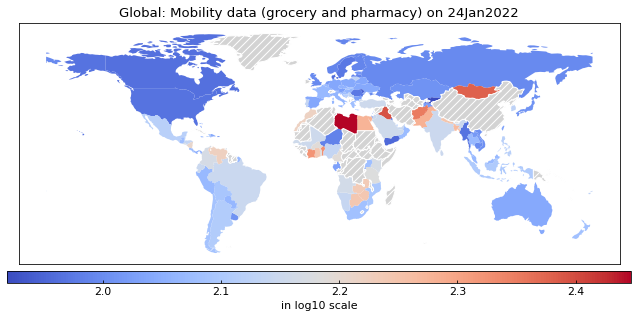 Global: Mobility data (grocery and pharmacy) on 24Jan2022
2.0 2.1 2.2 2.3 2.4
in log10 scale